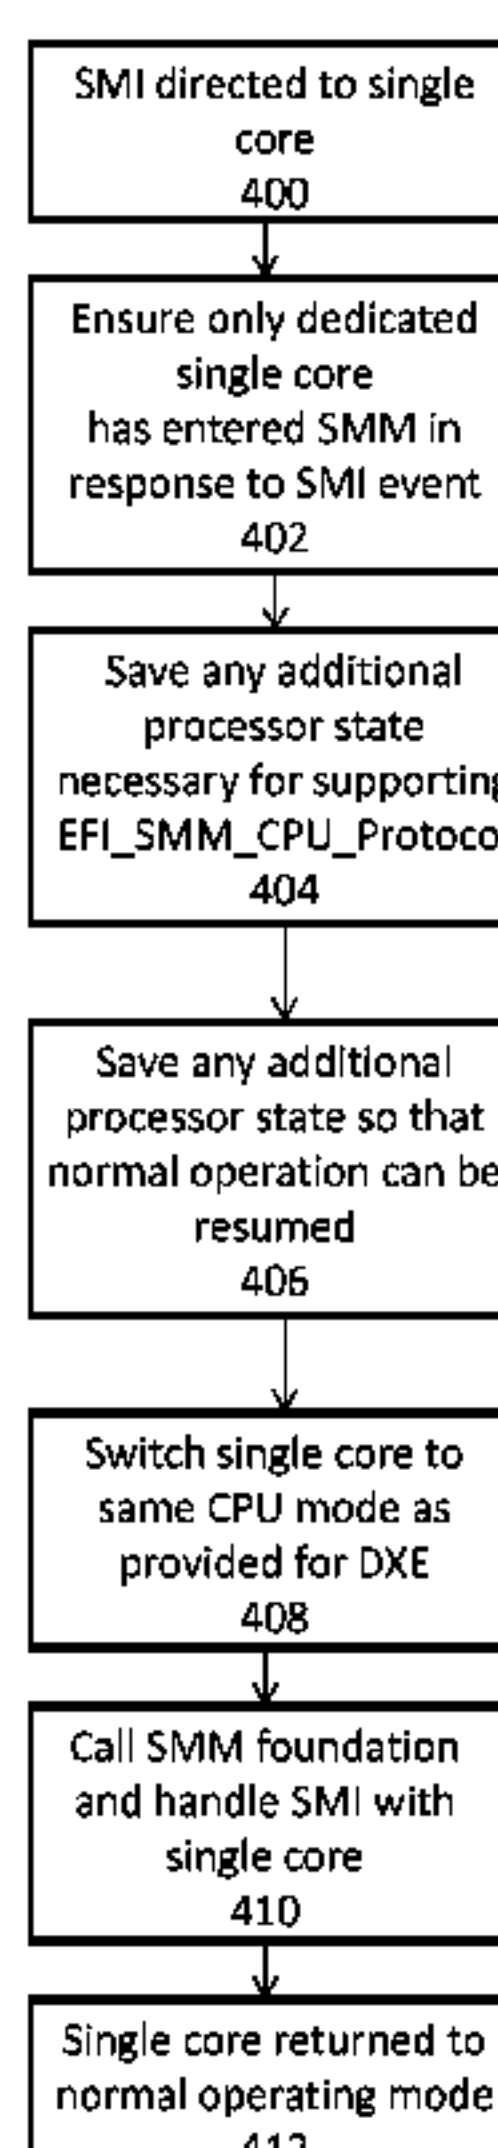 SMI directed to single
core
400
Ensure only dedicated
single core
has entered SMM in
response to SMI event
402
Save any additional
processor state
necessary for supporting
EFI_SMM_CPU_Protoco
404
Save any additional
processor state so that
normal operation can be
resumed
406
Switch single core to
same CPU mode as
provided for DXE
408
Call SMM foundation
and handle SMI with
single core
410
Single core returned to
normal operating mode